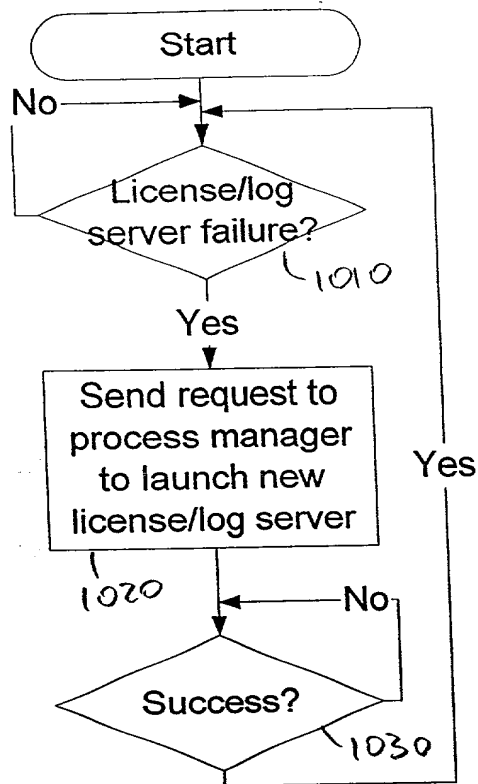 Start
No
License/log
server failure?
1010
Yes
Send request to
process manager
to launch new
license/log server
Yes
1020
No
Success?
1030